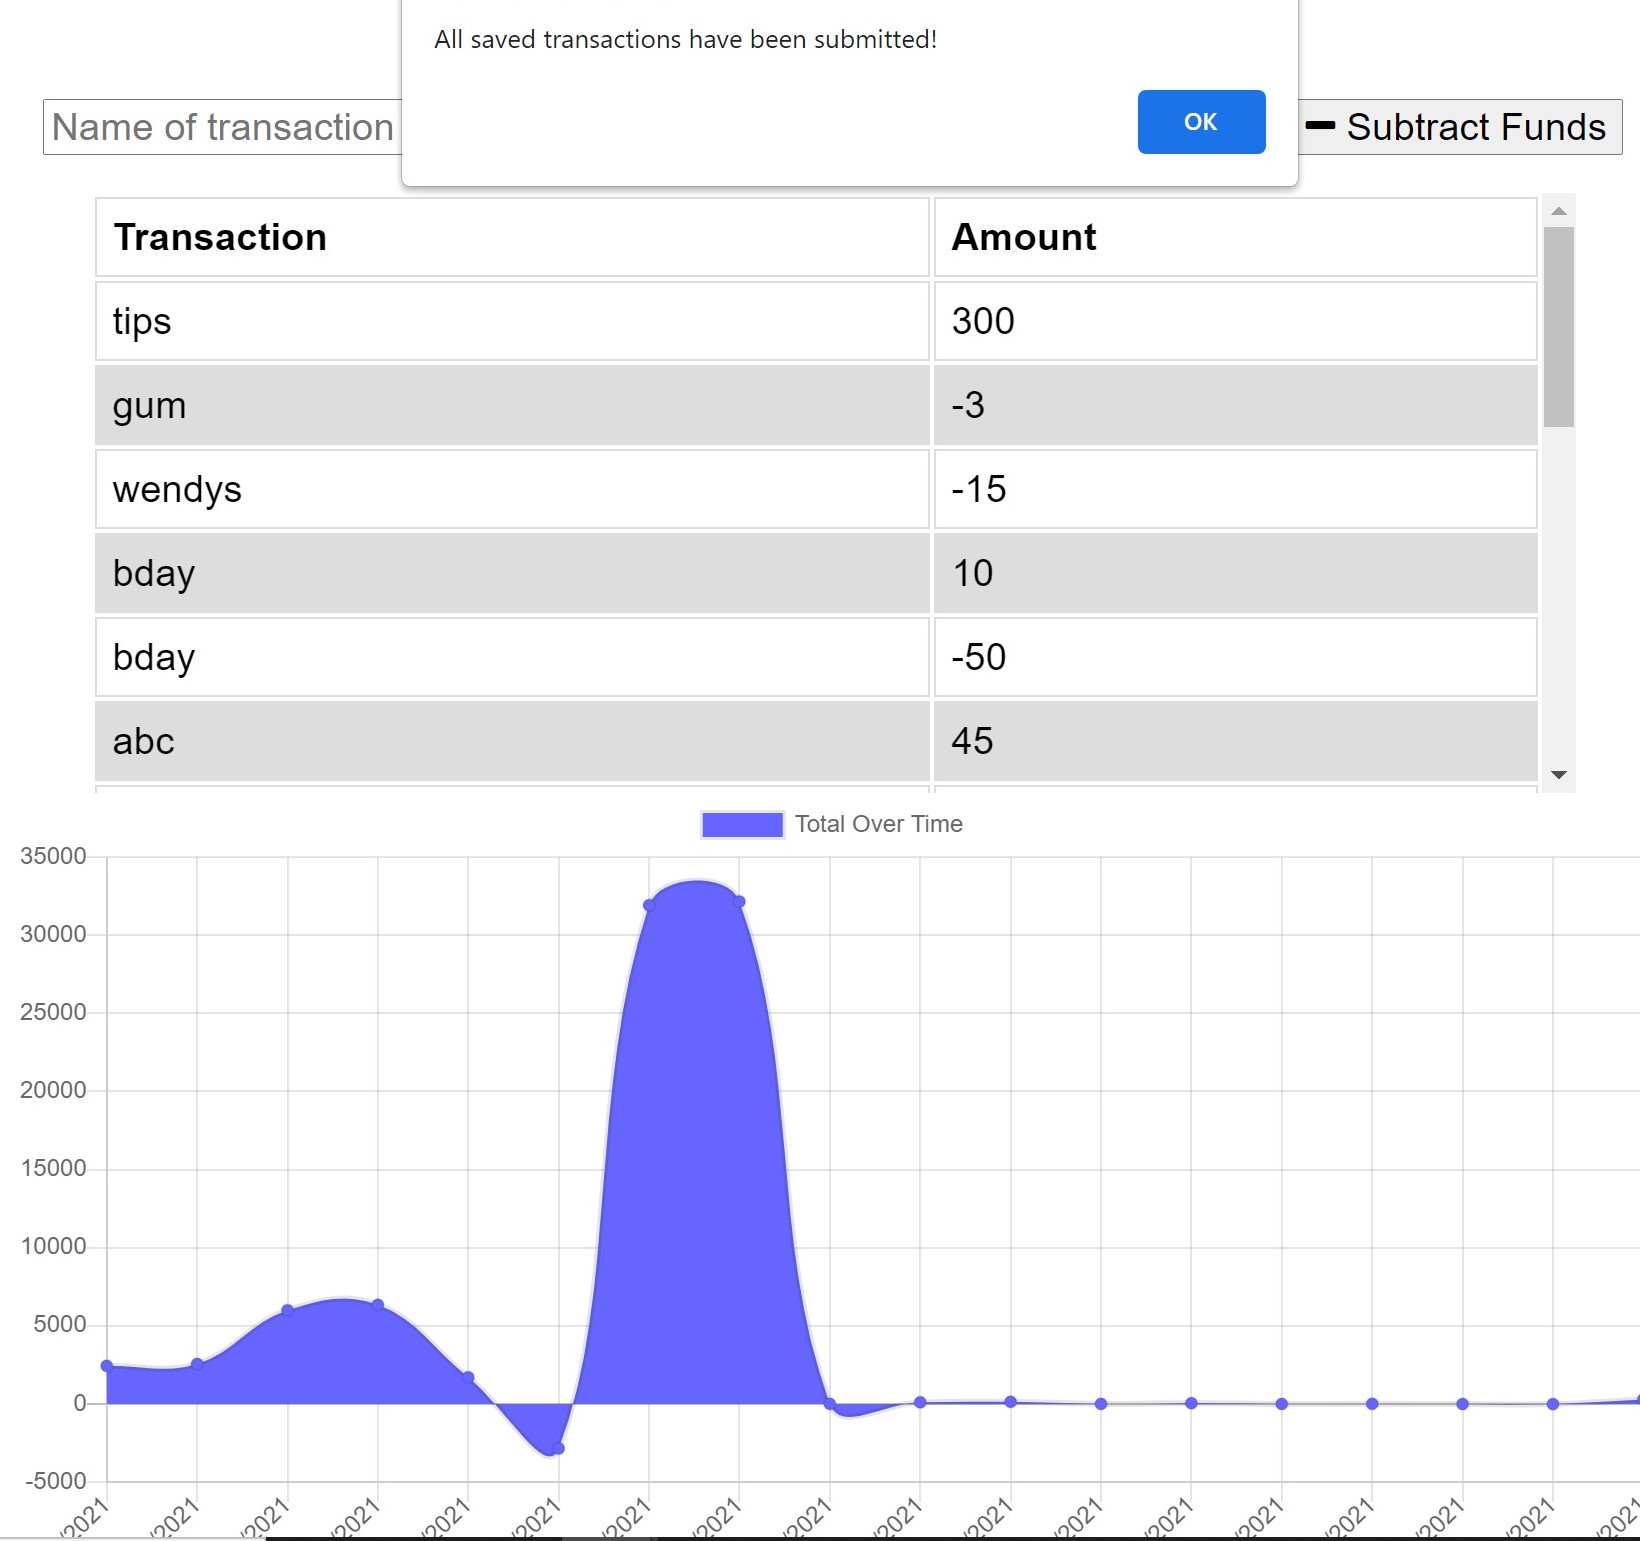 All saved transactions have been submitted!
OK
Name of transaction
Subtract Funds
Transaction Amount
tips 300
gum -3
wendys -15
bday 10
bday -50
abc 45
Total Over Time
35000
30000
25000
20000
15000
10000
5000
0
-5000
/2021 /2021 /2021 /2021 /2021 /2021 /2021 /2021 /2021 /2021 /2021 /2021 /2021 /2021 /2021 /2021 /2021 /2021